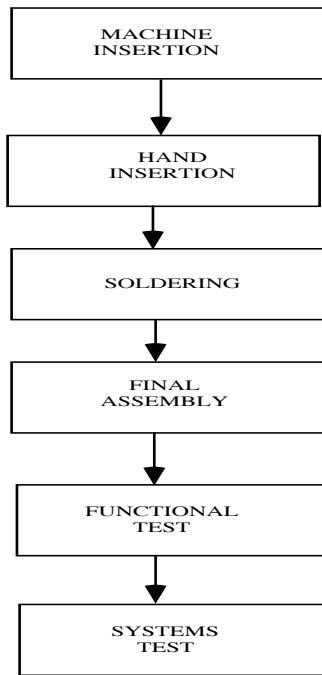 MACHINE
INSERTION
HAND
INSERTION
SOLDERING
FINAL
ASSEMBLY
FUNCTIONAL
TEST
SYSTEMS
TEST